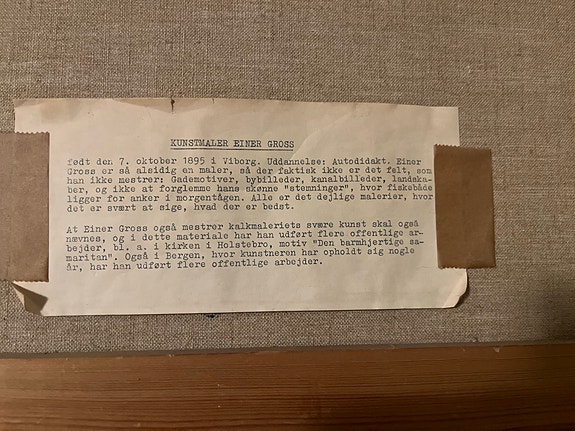 KUNSTMALER EINER GROSS
født den 7. oktober 1895 i Viborg. Uddannelse: Autodidakt. Einer
Gross er så alsidig en maler, så der faktisk ikke er det felt, som
han ikke mestrer: Gademotiver, bybilleder, kanalbilleder, landska-
ber, og ikke at forglemme hans skønne "stemninger", hvor fiskebåde
ligger for anker i morgentågen. Alle er det dejlige malerier, hvor
det er svært at sige, hvad der er bedst.
At Einer Gross også mestrer kalkmaleriets svære kunst skal også
nævnes, og i dette materiale har han udført flere offentlige ar-
bejder, bl. a. i kirken i Holstebro, motiv "Den barmhjertige sa-
maritan". Også i Bergen, hvor kunstneren har opholdt sig nogle
år, har han udført flere offentlige arbejder.